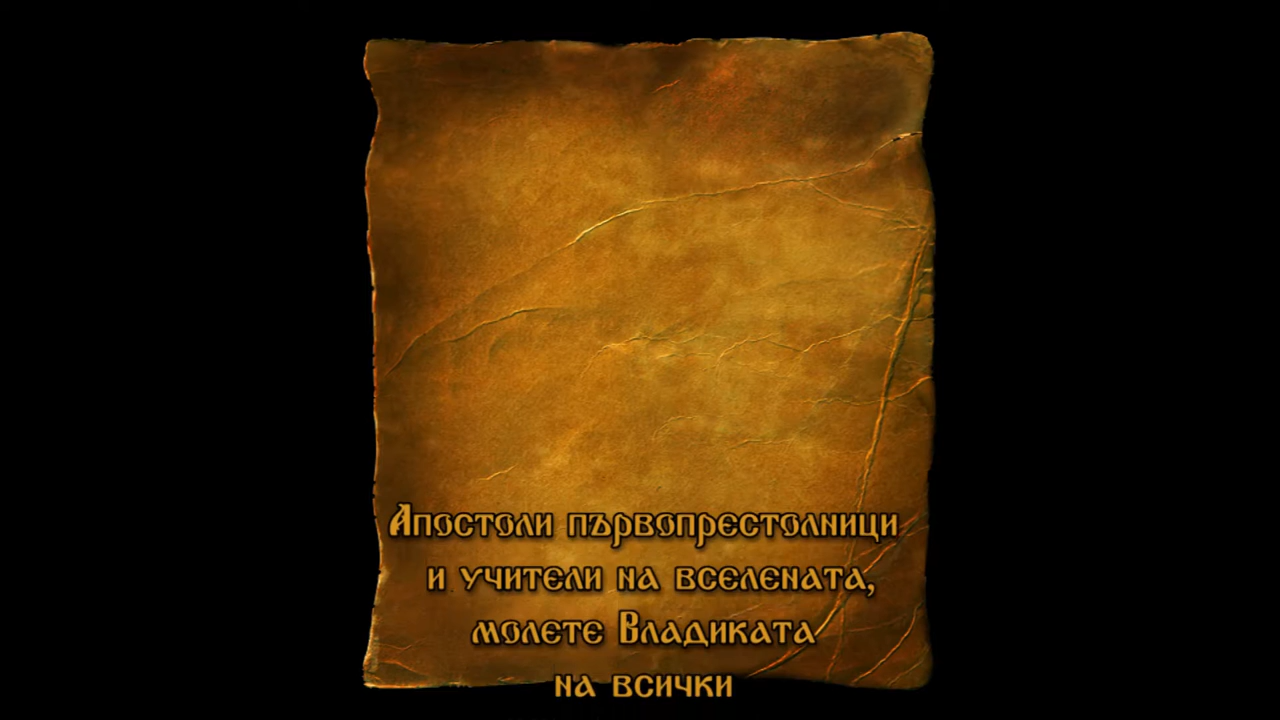 Апостоли първопрестолници
и учители на вселената,
молете Владиката
на всички